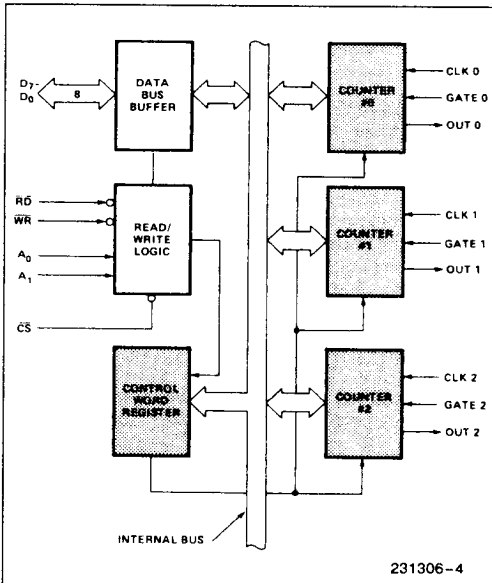 D7-
D0
8
DATA
BUS
BUFFER
RD
WR
A0
A1
CS
READ/
WRITE
LOGIC
CONTROL
WORD
REGISTER
INTERNAL BUS
COUNTER
#0
CLK 0
GATE 0
OUT 0
COUNTER
#1
CLK 1
GATE 1
OUT 1
COUNTER
#2
CLK 2
GATE 2
OUT 2
231306-4